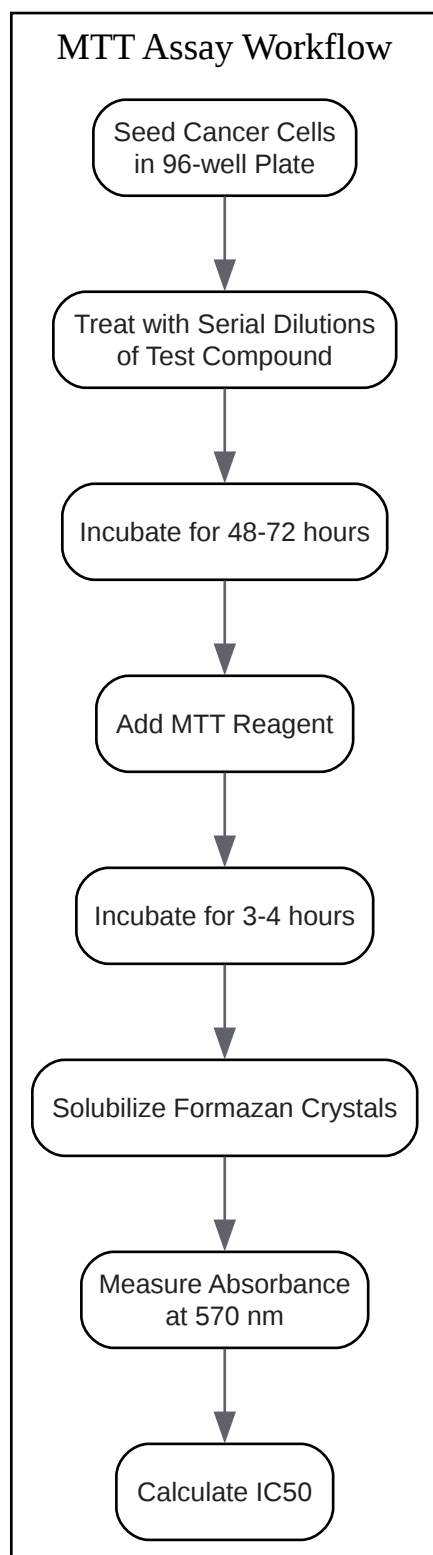 MTT Assay Workflow
Seed Cancer Cells
in 96-well Plate
Treat with Serial Dilutions
of Test Compound
Incubate for 48-72 hours
Add MTT Reagent
Incubate for 3-4 hours
Solubilize Formazan Crystals
Measure Absorbance
at 570 nm
Calculate IC50